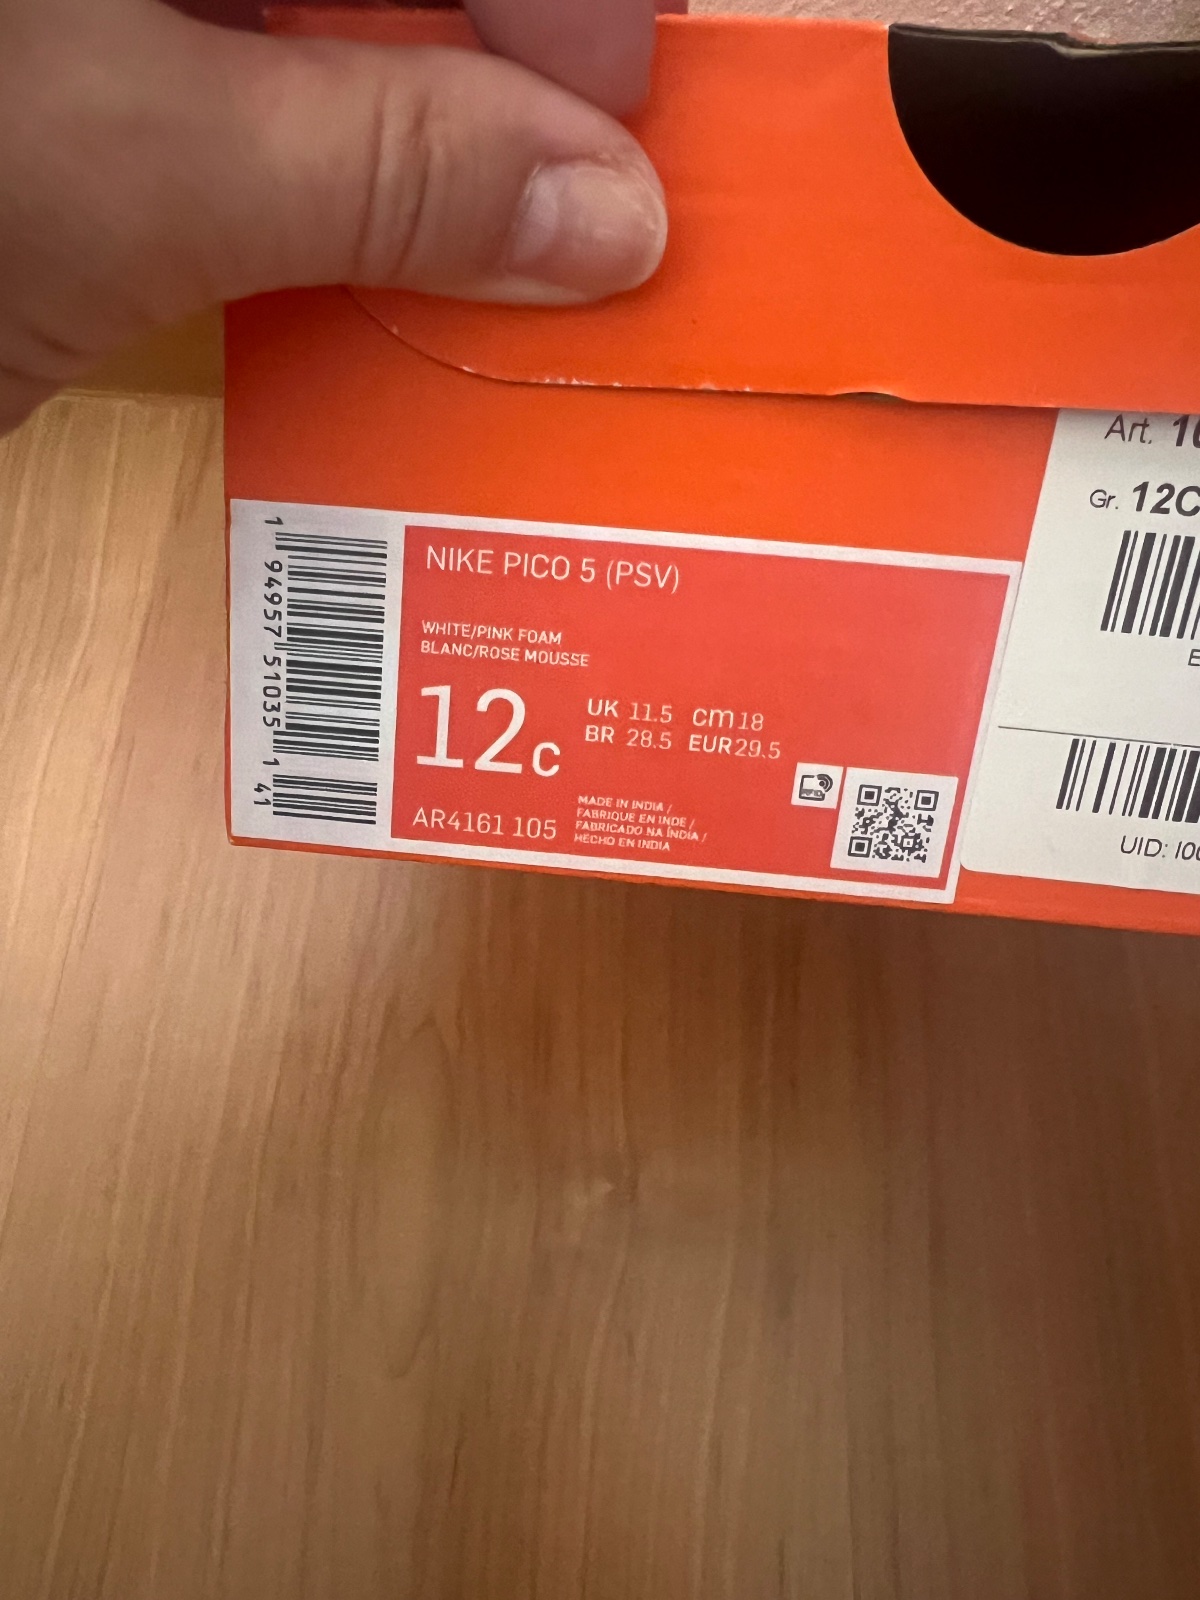 NIKE PICO 5 (PSV)
WHITE/PINK FOAM
BLANC/ROSE MOUSSE
12c
UK 11.5 cm 18
BR 28.5 EUR 29.5
AR4161 105
MADE IN INDIA /
FABRIQUE EN INDE /
FABRICADO NA ÍNDIA /
HECHO EN INDIA
1 94957 51035 1 41
Art.
Gr. 12C
UID: